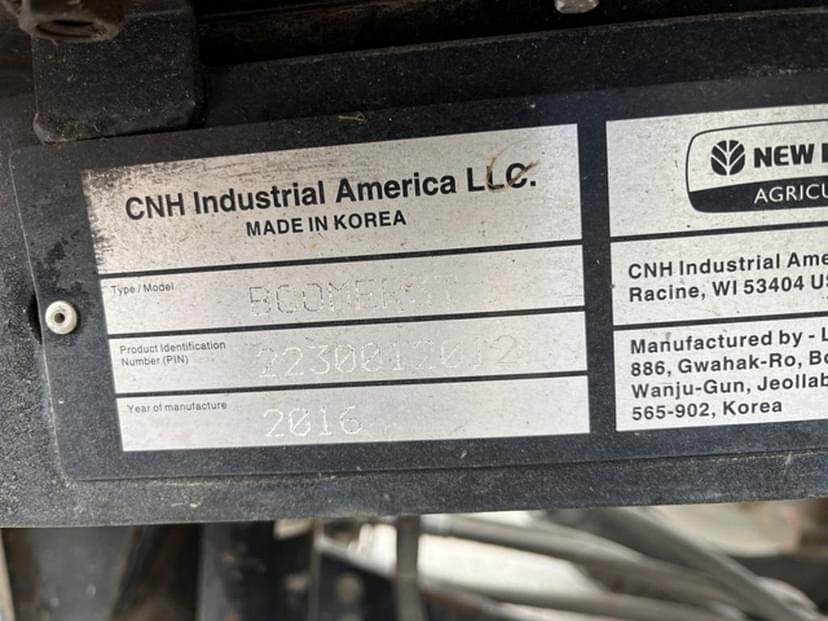 CNH Industrial America LLC.
MADE IN KOREA
Type / Model
Product Identification
Number (PIN)
Year of manufacture
2016
NEW
AGRICU
CNH Industrial Ame
Racine, WI 53404 US
Manufactured by - L
886, Gwahak-Ro, Bo
Wanju-Gun, Jeollab
565-902, Korea